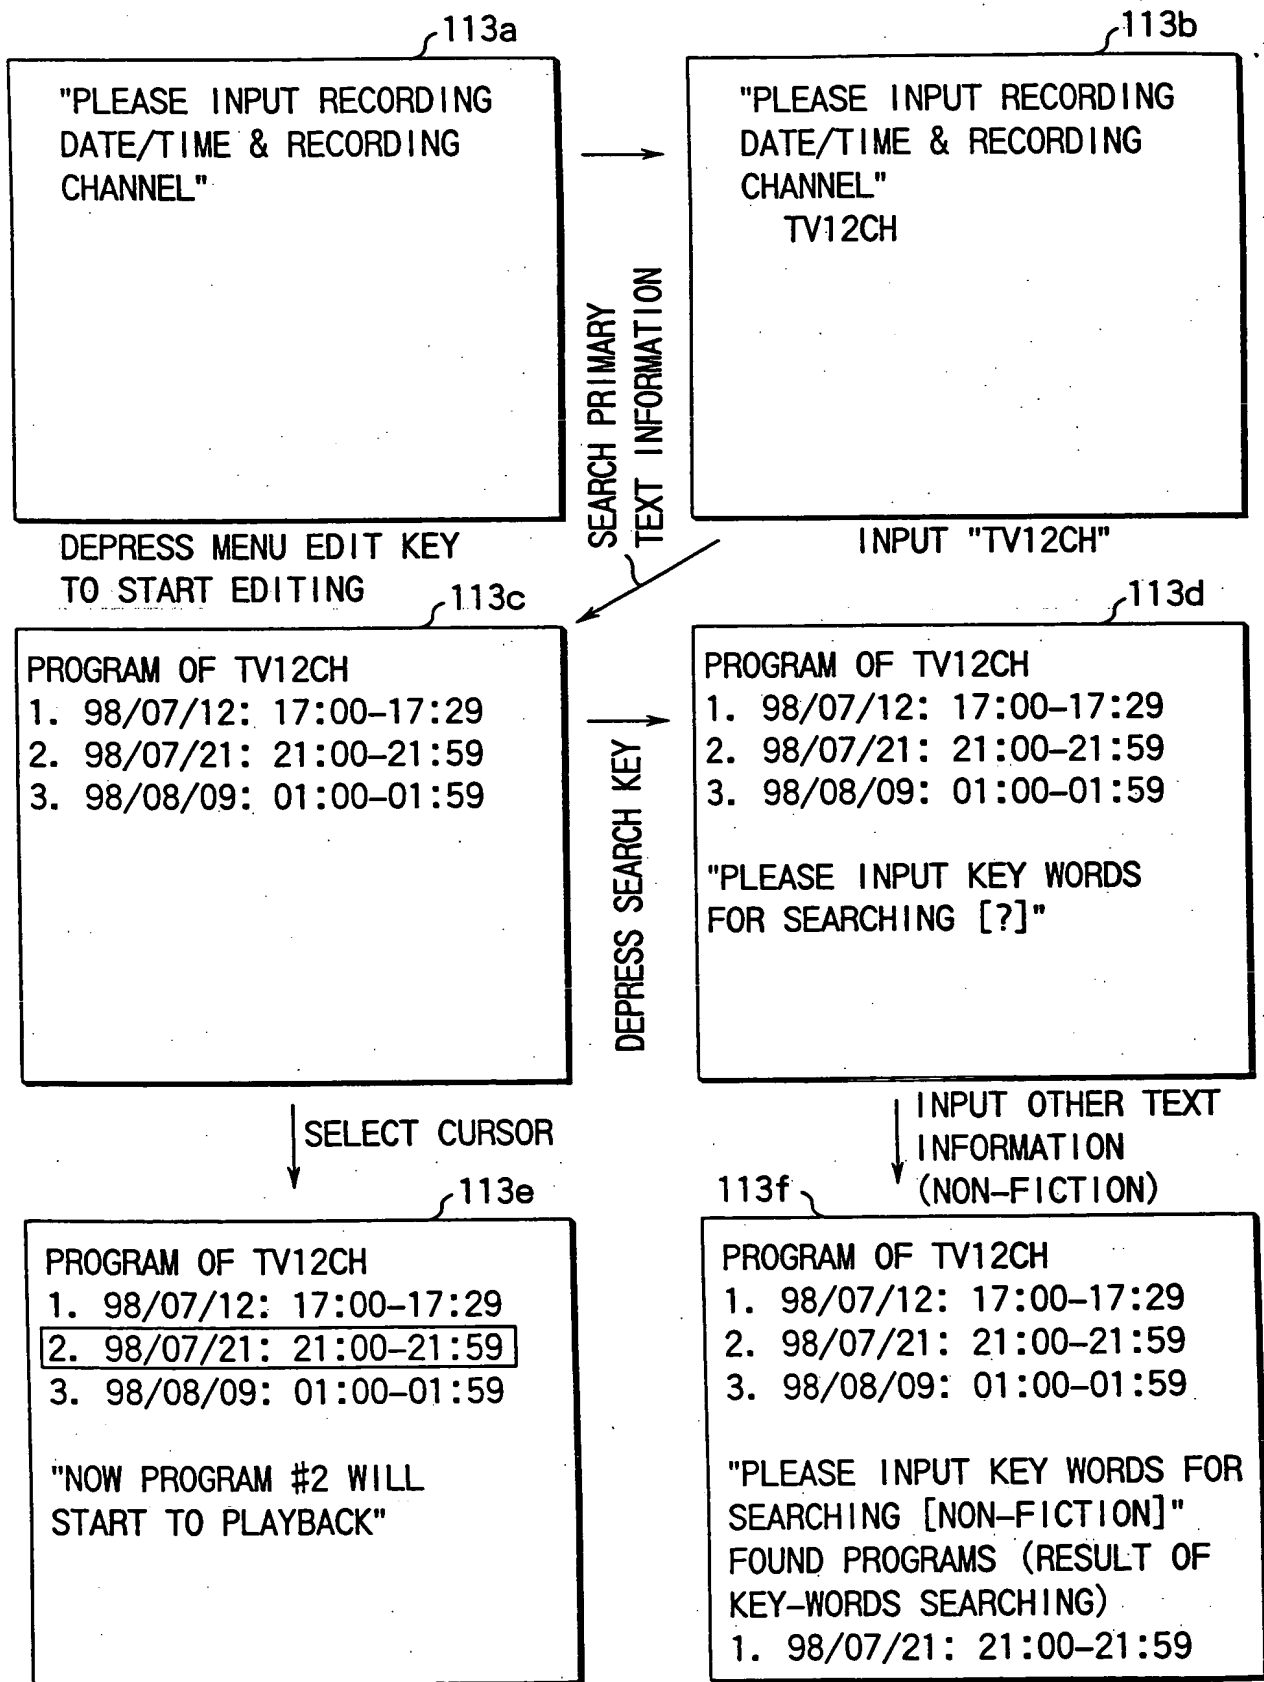 113a
"PLEASE INPUT RECORDING
DATE/TIME & RECORDING
CHANNEL"
DEPRESS MENU EDIT KEY
TO START EDITING
113b
"PLEASE INPUT RECORDING
DATE/TIME & RECORDING
CHANNEL"
TV12CH
INPUT "TV12CH"
SEARCH PRIMARY
TEXT INFORMATION
113c
PROGRAM OF TV12CH
1. 98/07/12: 17:00-17:29
2. 98/07/21: 21:00-21:59
3. 98/08/09: 01:00-01:59
DEPRESS SEARCH KEY
113d
PROGRAM OF TV12CH
1. 98/07/12: 17:00-17:29
2. 98/07/21: 21:00-21:59
3. 98/08/09: 01:00-01:59
"PLEASE INPUT KEY WORDS
FOR SEARCHING [?]"
SELECT CURSOR
INPUT OTHER TEXT
INFORMATION
(NON-FICTION)
113e
PROGRAM OF TV12CH
1. 98/07/12: 17:00-17:29
2. 98/07/21: 21:00-21:59
3. 98/08/09: 01:00-01:59
"NOW PROGRAM #2 WILL
START TO PLAYBACK"
113f
PROGRAM OF TV12CH
1. 98/07/12: 17:00-17:29
2. 98/07/21: 21:00-21:59
3. 98/08/09: 01:00-01:59
"PLEASE INPUT KEY WORDS FOR
SEARCHING [NON-FICTION]"
FOUND PROGRAMS (RESULT OF
KEY-WORDS SEARCHING)
1. 98/07/21: 21:00-21:59